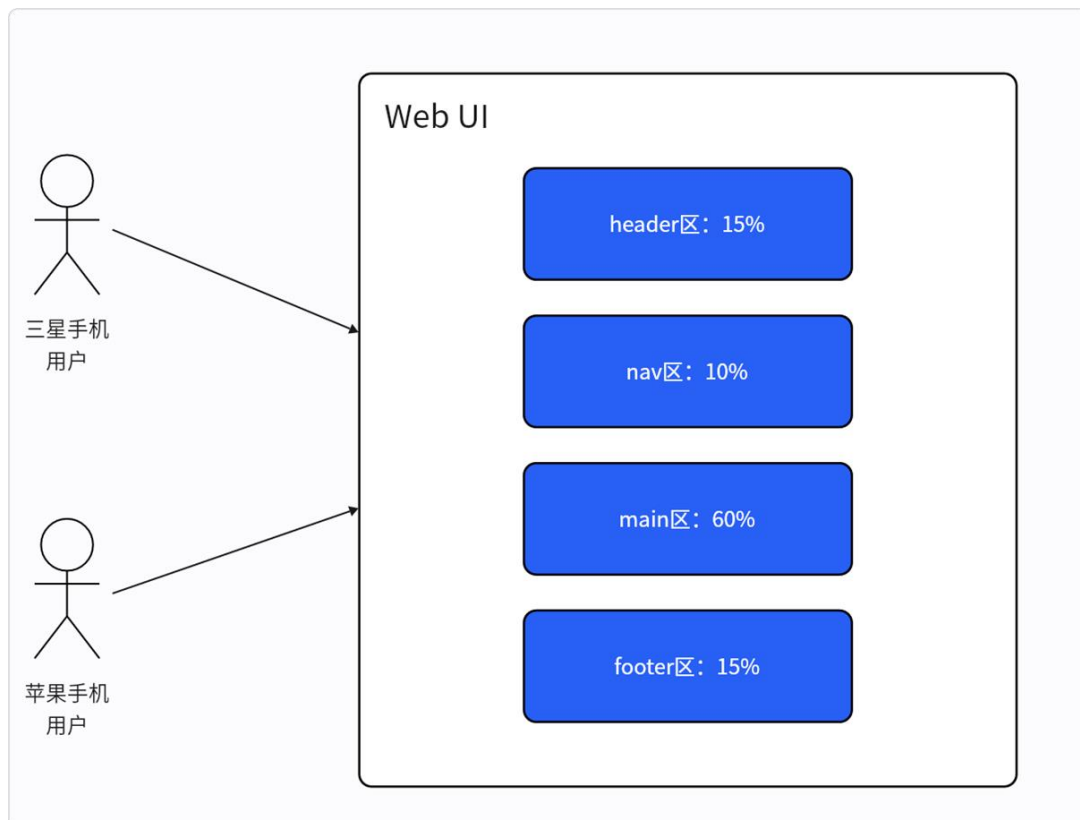 Web UI
header区：15%
三星手机
用户
nav区：10%
main区：60%
苹果手机
用户
footer区：15%